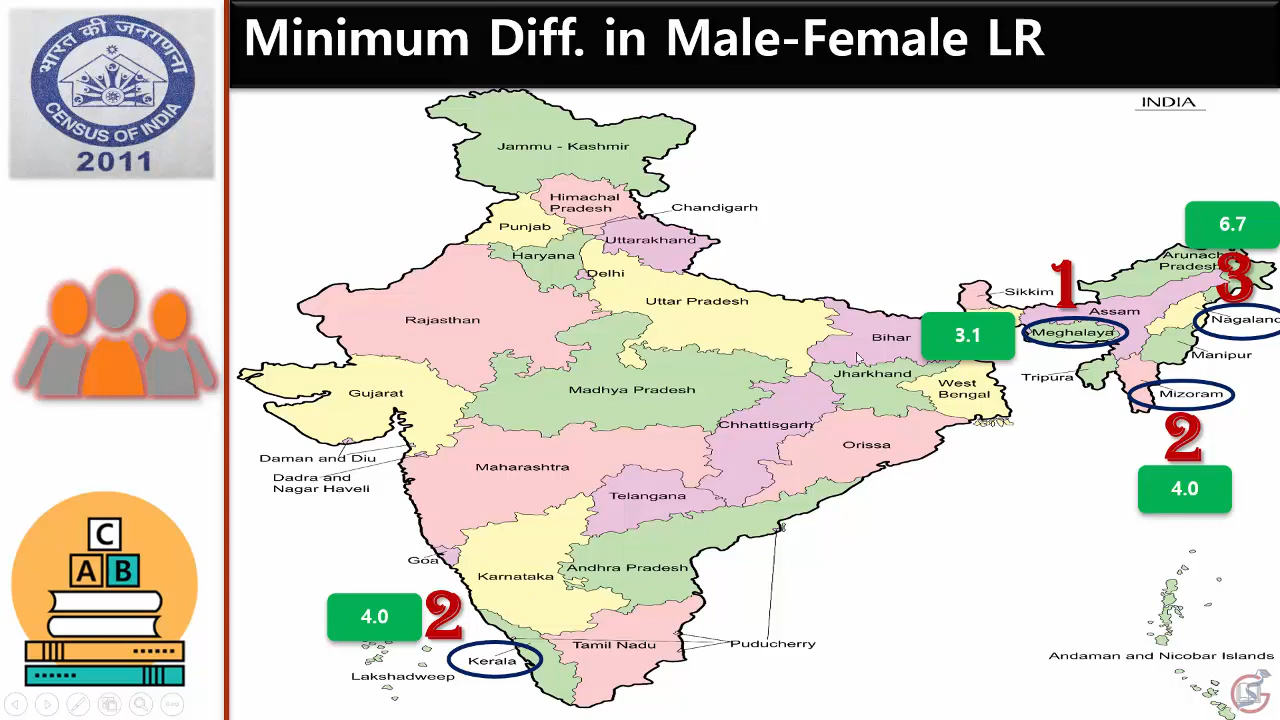 Minimum Diff. in Male-Female LR
भारत की जनगणना
CENSUS OF INDIA
2011
INDIA
Jammu - Kashmir
Himachal
Pradesh
Chandigarh
Punjab
Uttarakhand
Haryana
Delhi
6.7
Arunach
Pradesh
3
1
Sikkim
Uttar Pradesh
Assam
Rajasthan
Nagaland
Meghalaya
3.1
Bihar
Manipur
Jharkhand
Tripura
West
Bengal
Madhya Pradesh
Gujarat
Mizoram
Chhattisgarh
2
Orissa
Daman and Diu
Dadra and
Nagar Haveli
Maharashtra
4.0
Telangana
Goa
Andhra Pradesh
Karnataka
C
A B
4.0
2
Tamil Nadu
Puducherry
Kerala
Andaman and Nicobar Islands
Lakshadweep